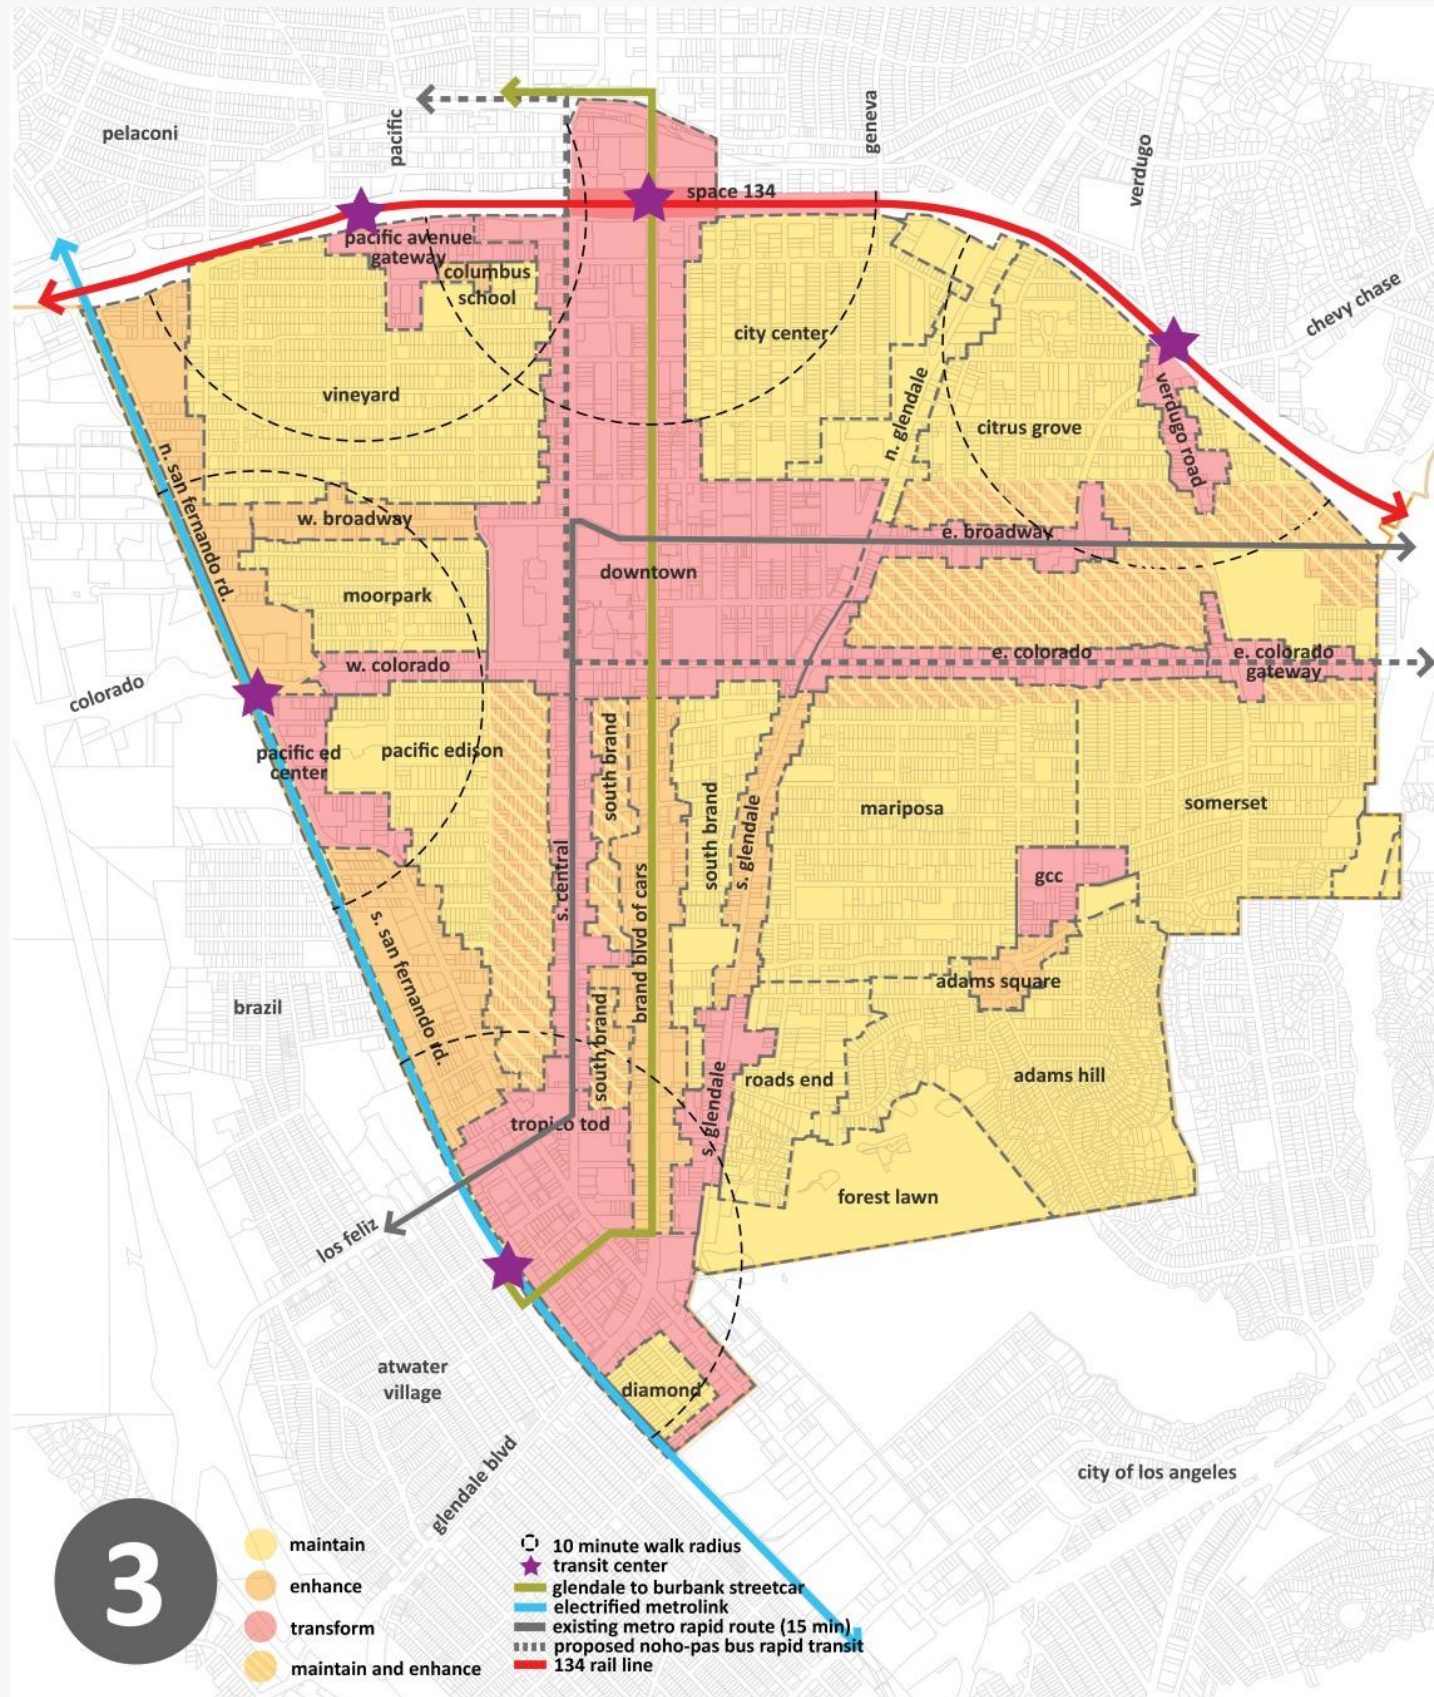 pelaconi
pacific
geneva
verdugo
space 134
pacific avenue
gateway
columbus
school
chevy chase
city center
vineyard
n. glendale
citrus grove
verdugo road
n. san fernando rd.
w. broadway
e. broadway
downtown
moorpark
w. colorado
e. colorado
e. colorado
gateway
colorado
pacific ed
center
pacific edison
south brand
south brand
s. glendale
mariposa
somerset
s. central
brand blvd of cars
gcc
s. san fernando rd.
adams square
brazil
south brand
roads end
adams hill
s. glendale
tropico tod
forest lawn
los feliz
atwater
village
diamond
glendale blvd
city of los angeles
3
maintain
enhance
transform
maintain and enhance
10 minute walk radius
transit center
glendale to burbank streetcar
electrified metrolink
existing metro rapid route (15 min)
proposed noho-pas bus rapid transit
134 rail line